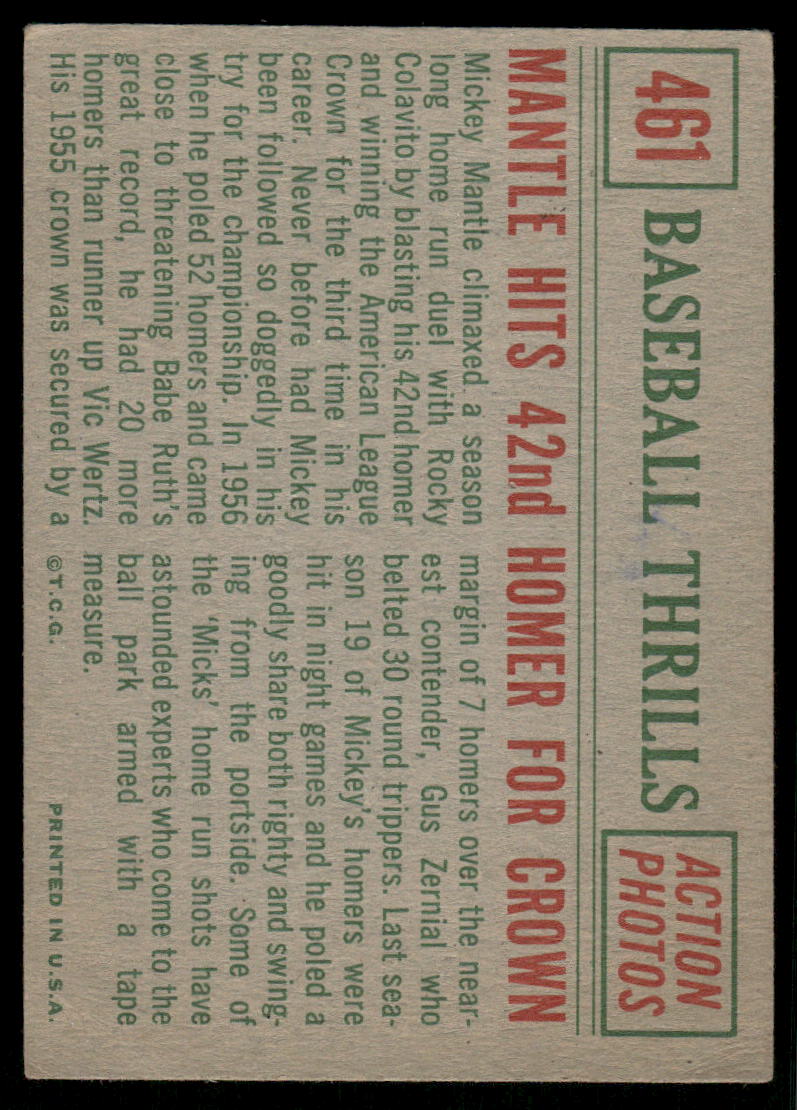 461
BASEBALL THRILLS
ACTION
PHOTOS
MANTLE HITS 42nd HOMER FOR CROWN
Mickey Mantle climaxed a season
long home run duel with Rocky
Colavito by blasting his 42nd homer
and winning the American League
Crown for the third time in his
career. Never before had Mickey
been followed so doggedly in his
try for the championship. In 1956
when he poled 52 homers and came
close to threatening Babe Ruth's
great record, he had 20 more
homers than runner up Vic Wertz.
His 1955 crown was secured by a
margin of 7 homers over the near-
est contender, Gus Zernial who
belted 30 round trippers. Last sea-
son 19 of Mickey's homers were
hit in night games and he poled a
goodly share both righty and swing-
ing from the portside. Some of
the 'Micks' home run shots have
astounded experts who come to the
ball park armed with a tape
measure.
©T.C.G. PRINTED IN U.S.A.